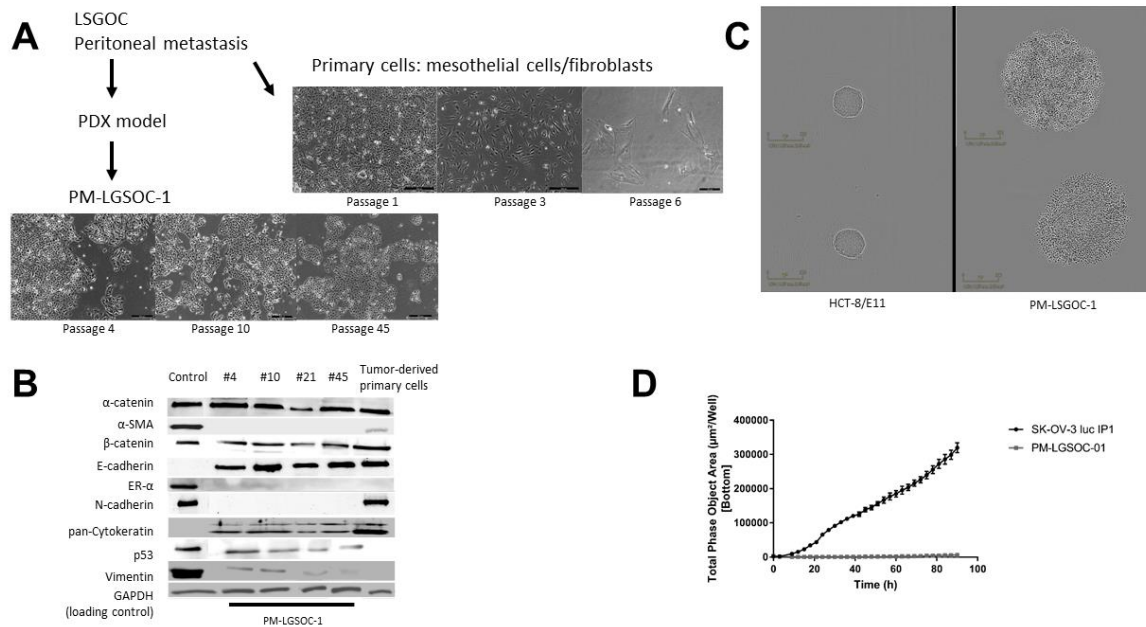 A
LSGOC
Peritoneal metastasis
PDX model
PM-LGSOC-1
Passage 4
Passage 10
Passage 45
Primary cells: mesothelial cells/fibroblasts
Passage 1
Passage 3
Passage 6
B
Control
#4
#10
#21
#45
Tumor-derived
primary cells
α-catenin
α-SMA
β-catenin
E-cadherin
ER-α
N-cadherin
pan-Cytokeratin
p53
Vimentin
GAPDH
(loading control)
PM-LGSOC-1
C
HCT-8/E11
PM-LSGOC-1
D
Total Phase Object Area (µm²/Well)
[Bottom]
400000
300000
200000
100000
0
0
20
40
60
80
100
Time (h)
SK-OV-3 luc IP1
PM-LGSOC-01